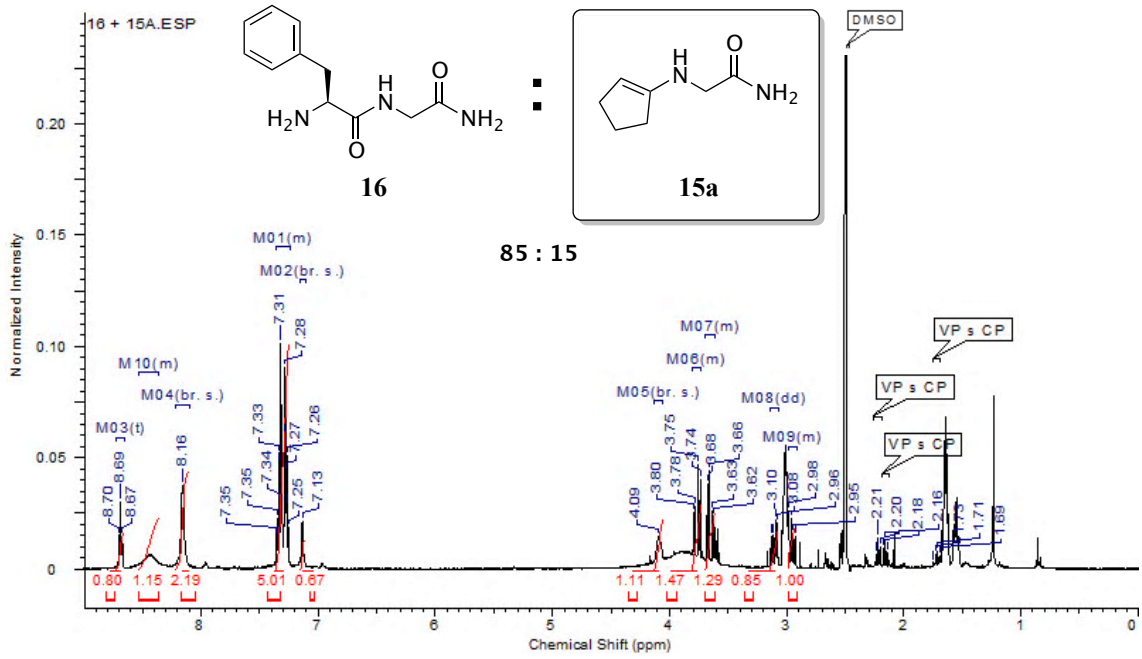 16 + 15A.ESP
DMSO
O
NH2
H2N
HN
O
:
H
N
O
NH2
16
15a
85 : 15
0.20
0.15
0.10
0.05
0
Normalized Intensity
M01(m)
M02(br. s.)
M10(m)
M04(br. s.)
M03(t)
M07(m)
M06(m)
M05(br. s.)
M08(dd)
M09(m)
VP s CP
VP s CP
VP s CP
8.70
8.69
8.67
8.16
7.35
7.35
7.34
7.33
7.31
7.28
7.27
7.26
7.25
7.13
4.09
3.80
3.78
3.75
3.74
3.68
3.66
3.63
3.62
3.10
3.08
2.98
2.96
2.95
2.21
2.20
2.18
2.16
1.73
1.71
1.69
0.80 1.15 2.19 5.01 0.67 1.11 1.47 1.29 0.85 1.00
8 7 6 5 4 3 2 1 0
Chemical Shift (ppm)